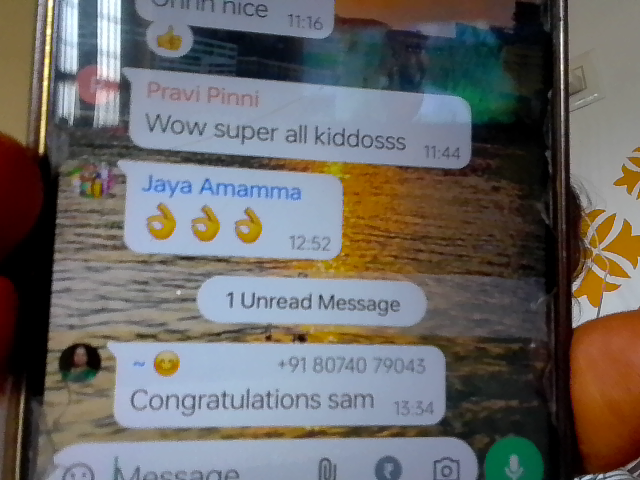 Ohhh nice 11:16
Pravi Pinni
Wow super all kiddosss 11:44
Jaya Amamma
12:52
1 Unread Message
~ +91 80740 79043
Congratulations sam 13:34
Message